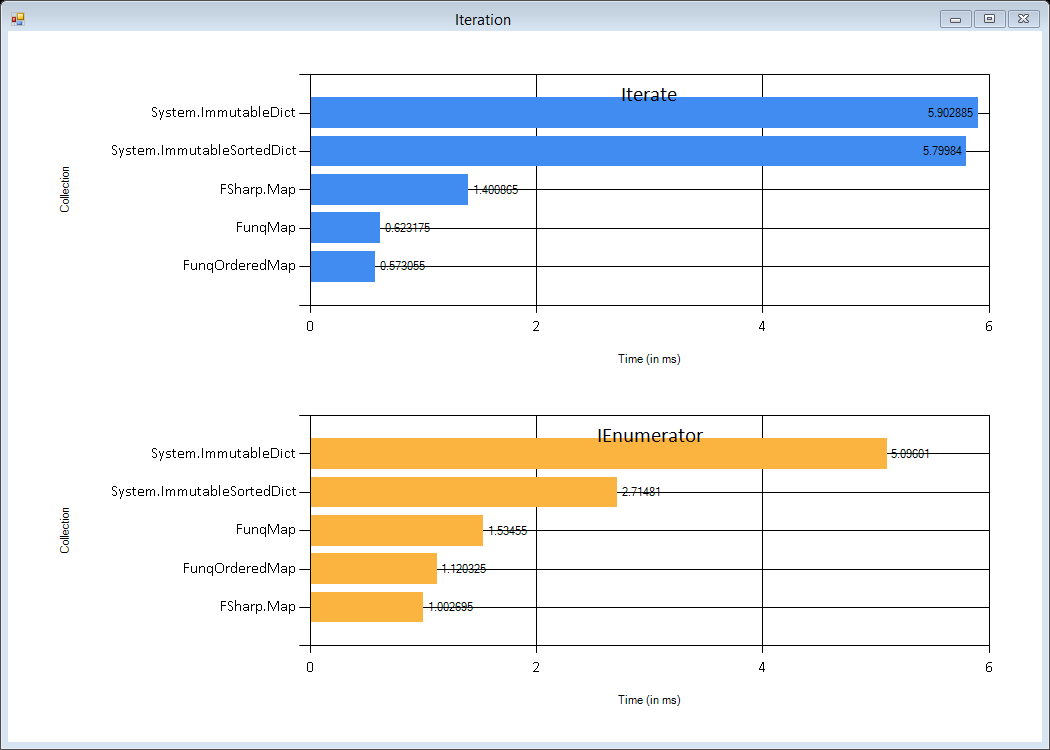 Iteration
Iterate
System.ImmutableDict
5.902885
System.ImmutableSortedDict
5.79984
FSharp.Map
1.400865
FunqMap
0.623175
FunqOrderedMap
0.573055
Collection
0 2 4 6
Time (in ms)
IEnumerator
System.ImmutableDict
5.09601
System.ImmutableSortedDict
2.71481
FunqMap
1.53455
FunqOrderedMap
1.120325
FSharp.Map
1.002695
Collection
0 2 4 6
Time (in ms)